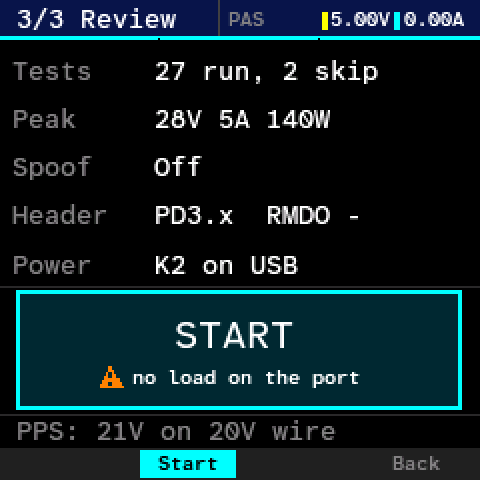 3/3 Review PAS 5.00V 0.00A
Tests 27 run, 2 skip
Peak 28V 5A 140W
Spoof Off
Header PD3.x RMDO -
Power K2 on USB
START
no load on the port
PPS: 21V on 20V wire
Start Back